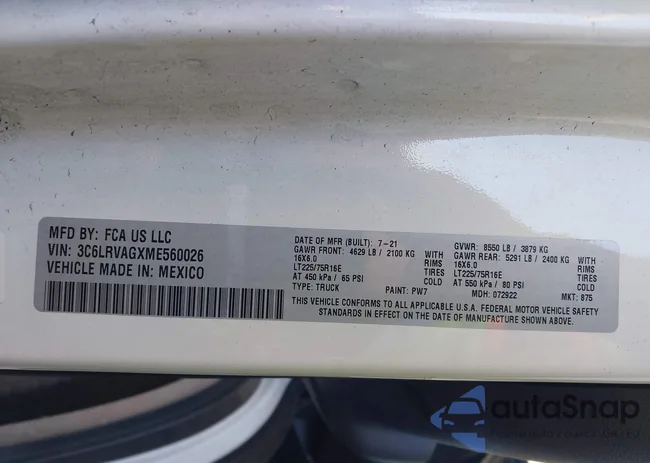 MFD BY: FCA US LLC
VIN: 3C6LRVAGXME560026
VEHICLE MADE IN: MEXICO
DATE OF MFR (BUILT): 7-21
GAWR FRONT: 4629 LB / 2100 KG WITH
16X6.0 RIMS
LT225/75R16E TIRES
AT 450 kPa / 65 PSI COLD
TYPE: TRUCK PAINT: PW7
GVWR: 8550 LB / 3879 KG
GAWR REAR: 5291 LB / 2400 KG WITH
16X6.0 RIMS
LT225/75R16E TIRES
AT 550 kPa / 80 PSI COLD
MDH: 072922 MKT: 875
THIS VEHICLE CONFORMS TO ALL APPLICABLE U.S.A. FEDERAL MOTOR VEHICLE SAFETY
STANDARDS IN EFFECT ON THE DATE OF MANUFACTURE SHOWN ABOVE.
autoSnap